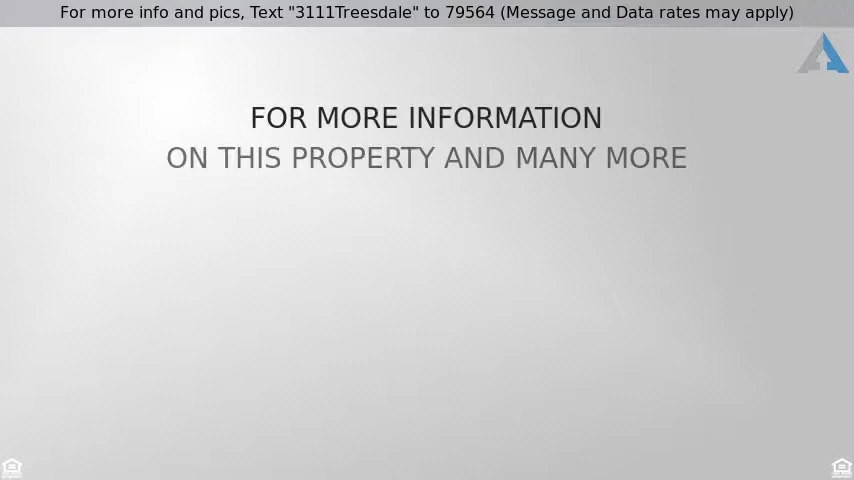 For more info and pics, Text "3111Treesdale" to 79564 (Message and Data rates may apply)
FOR MORE INFORMATION
ON THIS PROPERTY AND MANY MORE